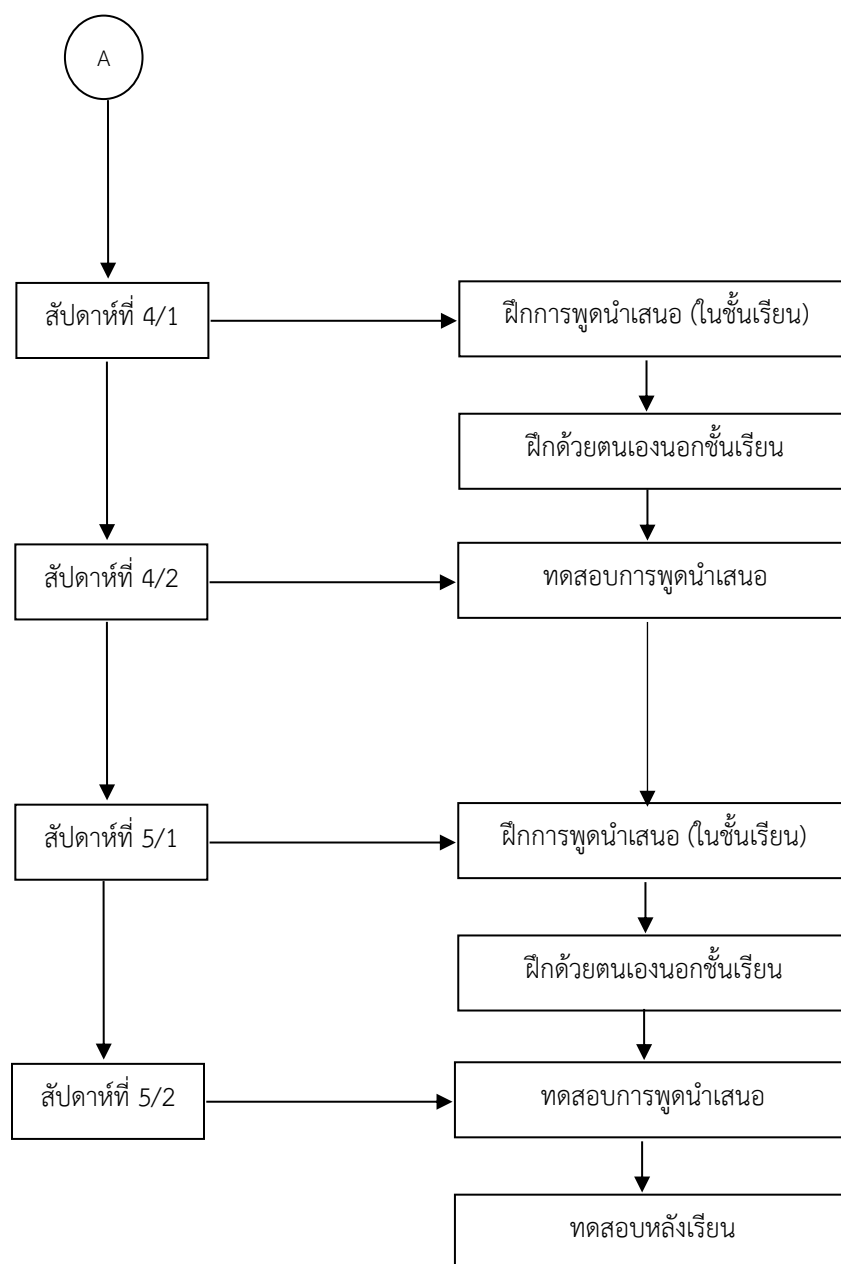 A
สัปดาห์ที่ 4/1
ฝึกการพูดนำเสนอ (ในชั้นเรียน)
ฝึกด้วยตนเองนอกชั้นเรียน
สัปดาห์ที่ 4/2
ทดสอบการพูดนำเสนอ
สัปดาห์ที่ 5/1
ฝึกการพูดนำเสนอ (ในชั้นเรียน)
ฝึกด้วยตนเองนอกชั้นเรียน
สัปดาห์ที่ 5/2
ทดสอบการพูดนำเสนอ
ทดสอบหลังเรียน